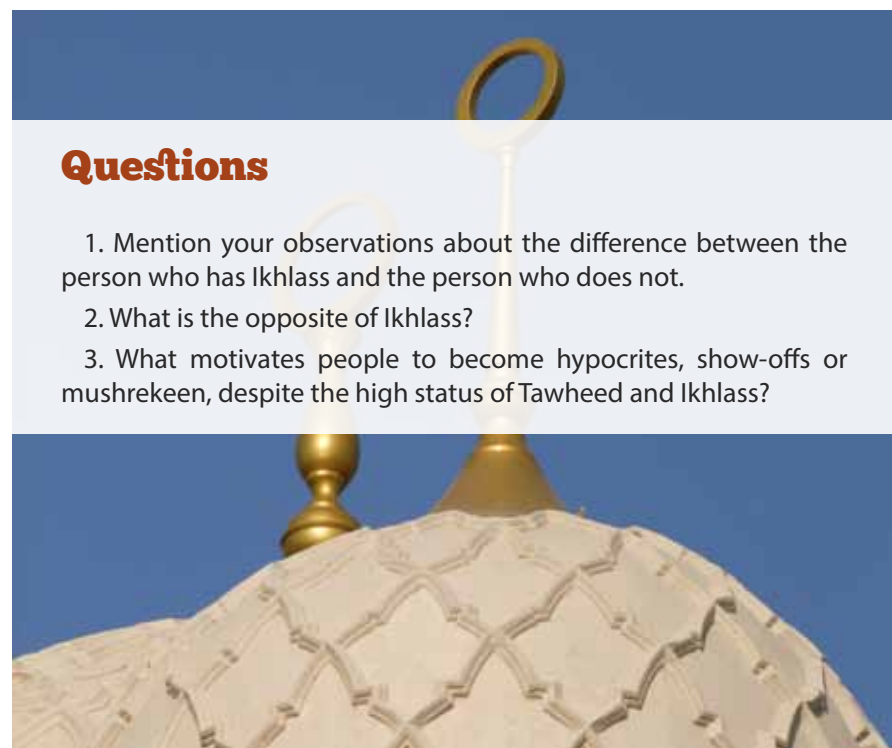 Questions
1. Mention your observations about the difference between the
person who has Ikhlass and the person who does not.
2. What is the opposite of Ikhlass?
3. What motivates people to become hypocrites, show-offs or
mushrekeen, despite the high status of Tawheed and Ikhlass?